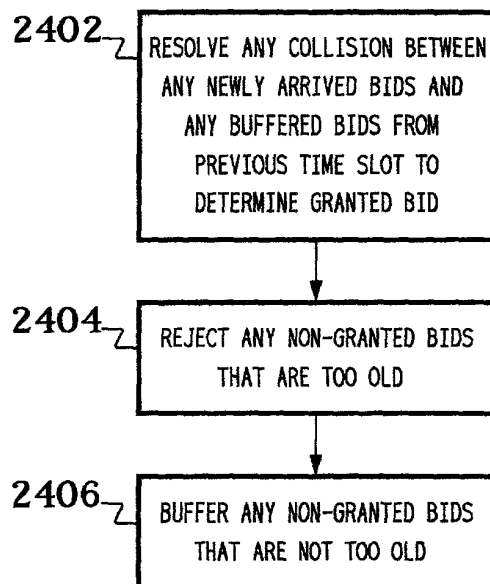 2402
RESOLVE ANY COLLISION BETWEEN
ANY NEWLY ARRIVED BIDS AND
ANY BUFFERED BIDS FROM
PREVIOUS TIME SLOT TO
DETERMINE GRANTED BID
2404
REJECT ANY NON-GRANTED BIDS
THAT ARE TOO OLD
2406
BUFFER ANY NON-GRANTED BIDS
THAT ARE NOT TOO OLD